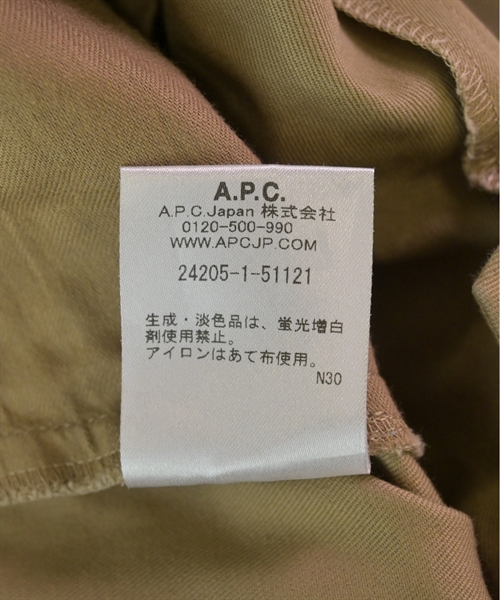 A.P.C.
A.P.C.Japan 株式会社
0120-500-990
WWW.APCJP.COM
24205-1-51121
生成・淡色品は、蛍光増白
剤使用禁止。
アイロンはあて布使用。
N30